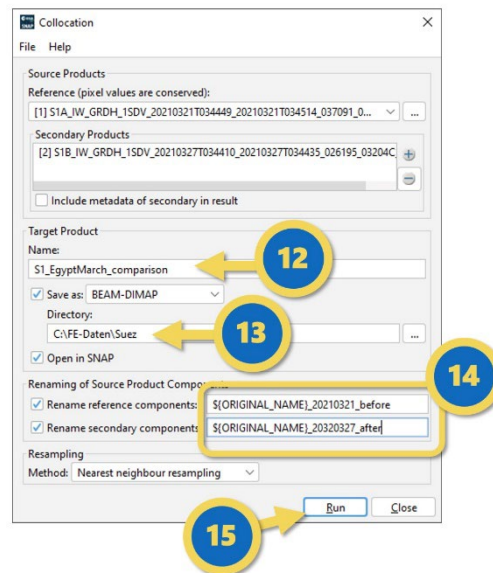 SNAP
Collocation
File Help
Source Products
Reference (pixel values are conserved):
[1] S1A_IW_GRDH_1SDV_20210321T034449_20210321T034514_037091_0... ...
Secondary Products
[2] S1B_IW_GRDH_1SDV_20210327T034410_20210327T034435_026195_03204C_
Include metadata of secondary in result
Target Product
Name:
S1_EgyptMarch_comparison
12
Save as: BEAM-DIMAP
Directory:
C:\FE-Daten\Suez ...
13
Open in SNAP
14
Renaming of Source Product Components
Rename reference components: ${ORIGINAL_NAME}_20210321_before
Rename secondary components ${ORIGINAL_NAME}_20320327_after
Resampling
Method: Nearest neighbour resampling
Run Close
15